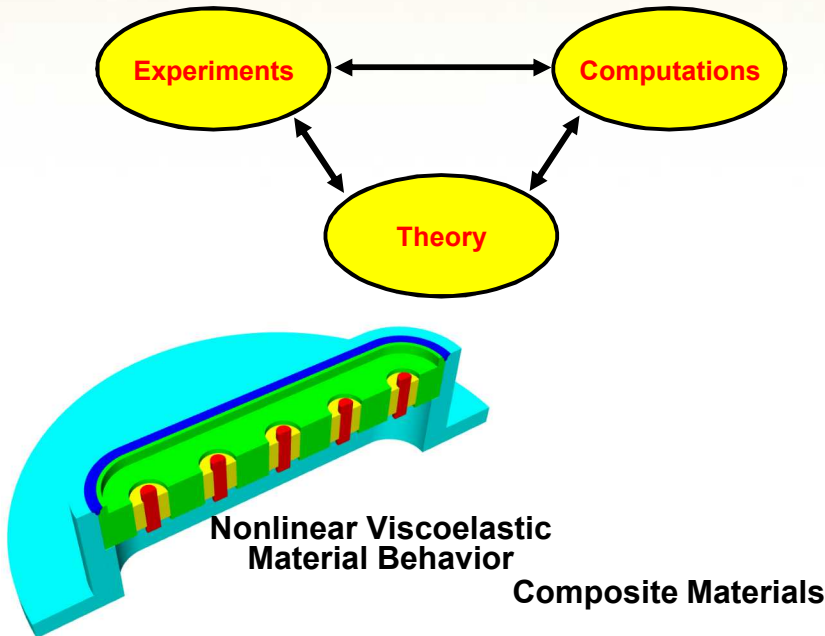 Experiments
Computations
Theory
Nonlinear Viscoelastic
Material Behavior
Composite Materials